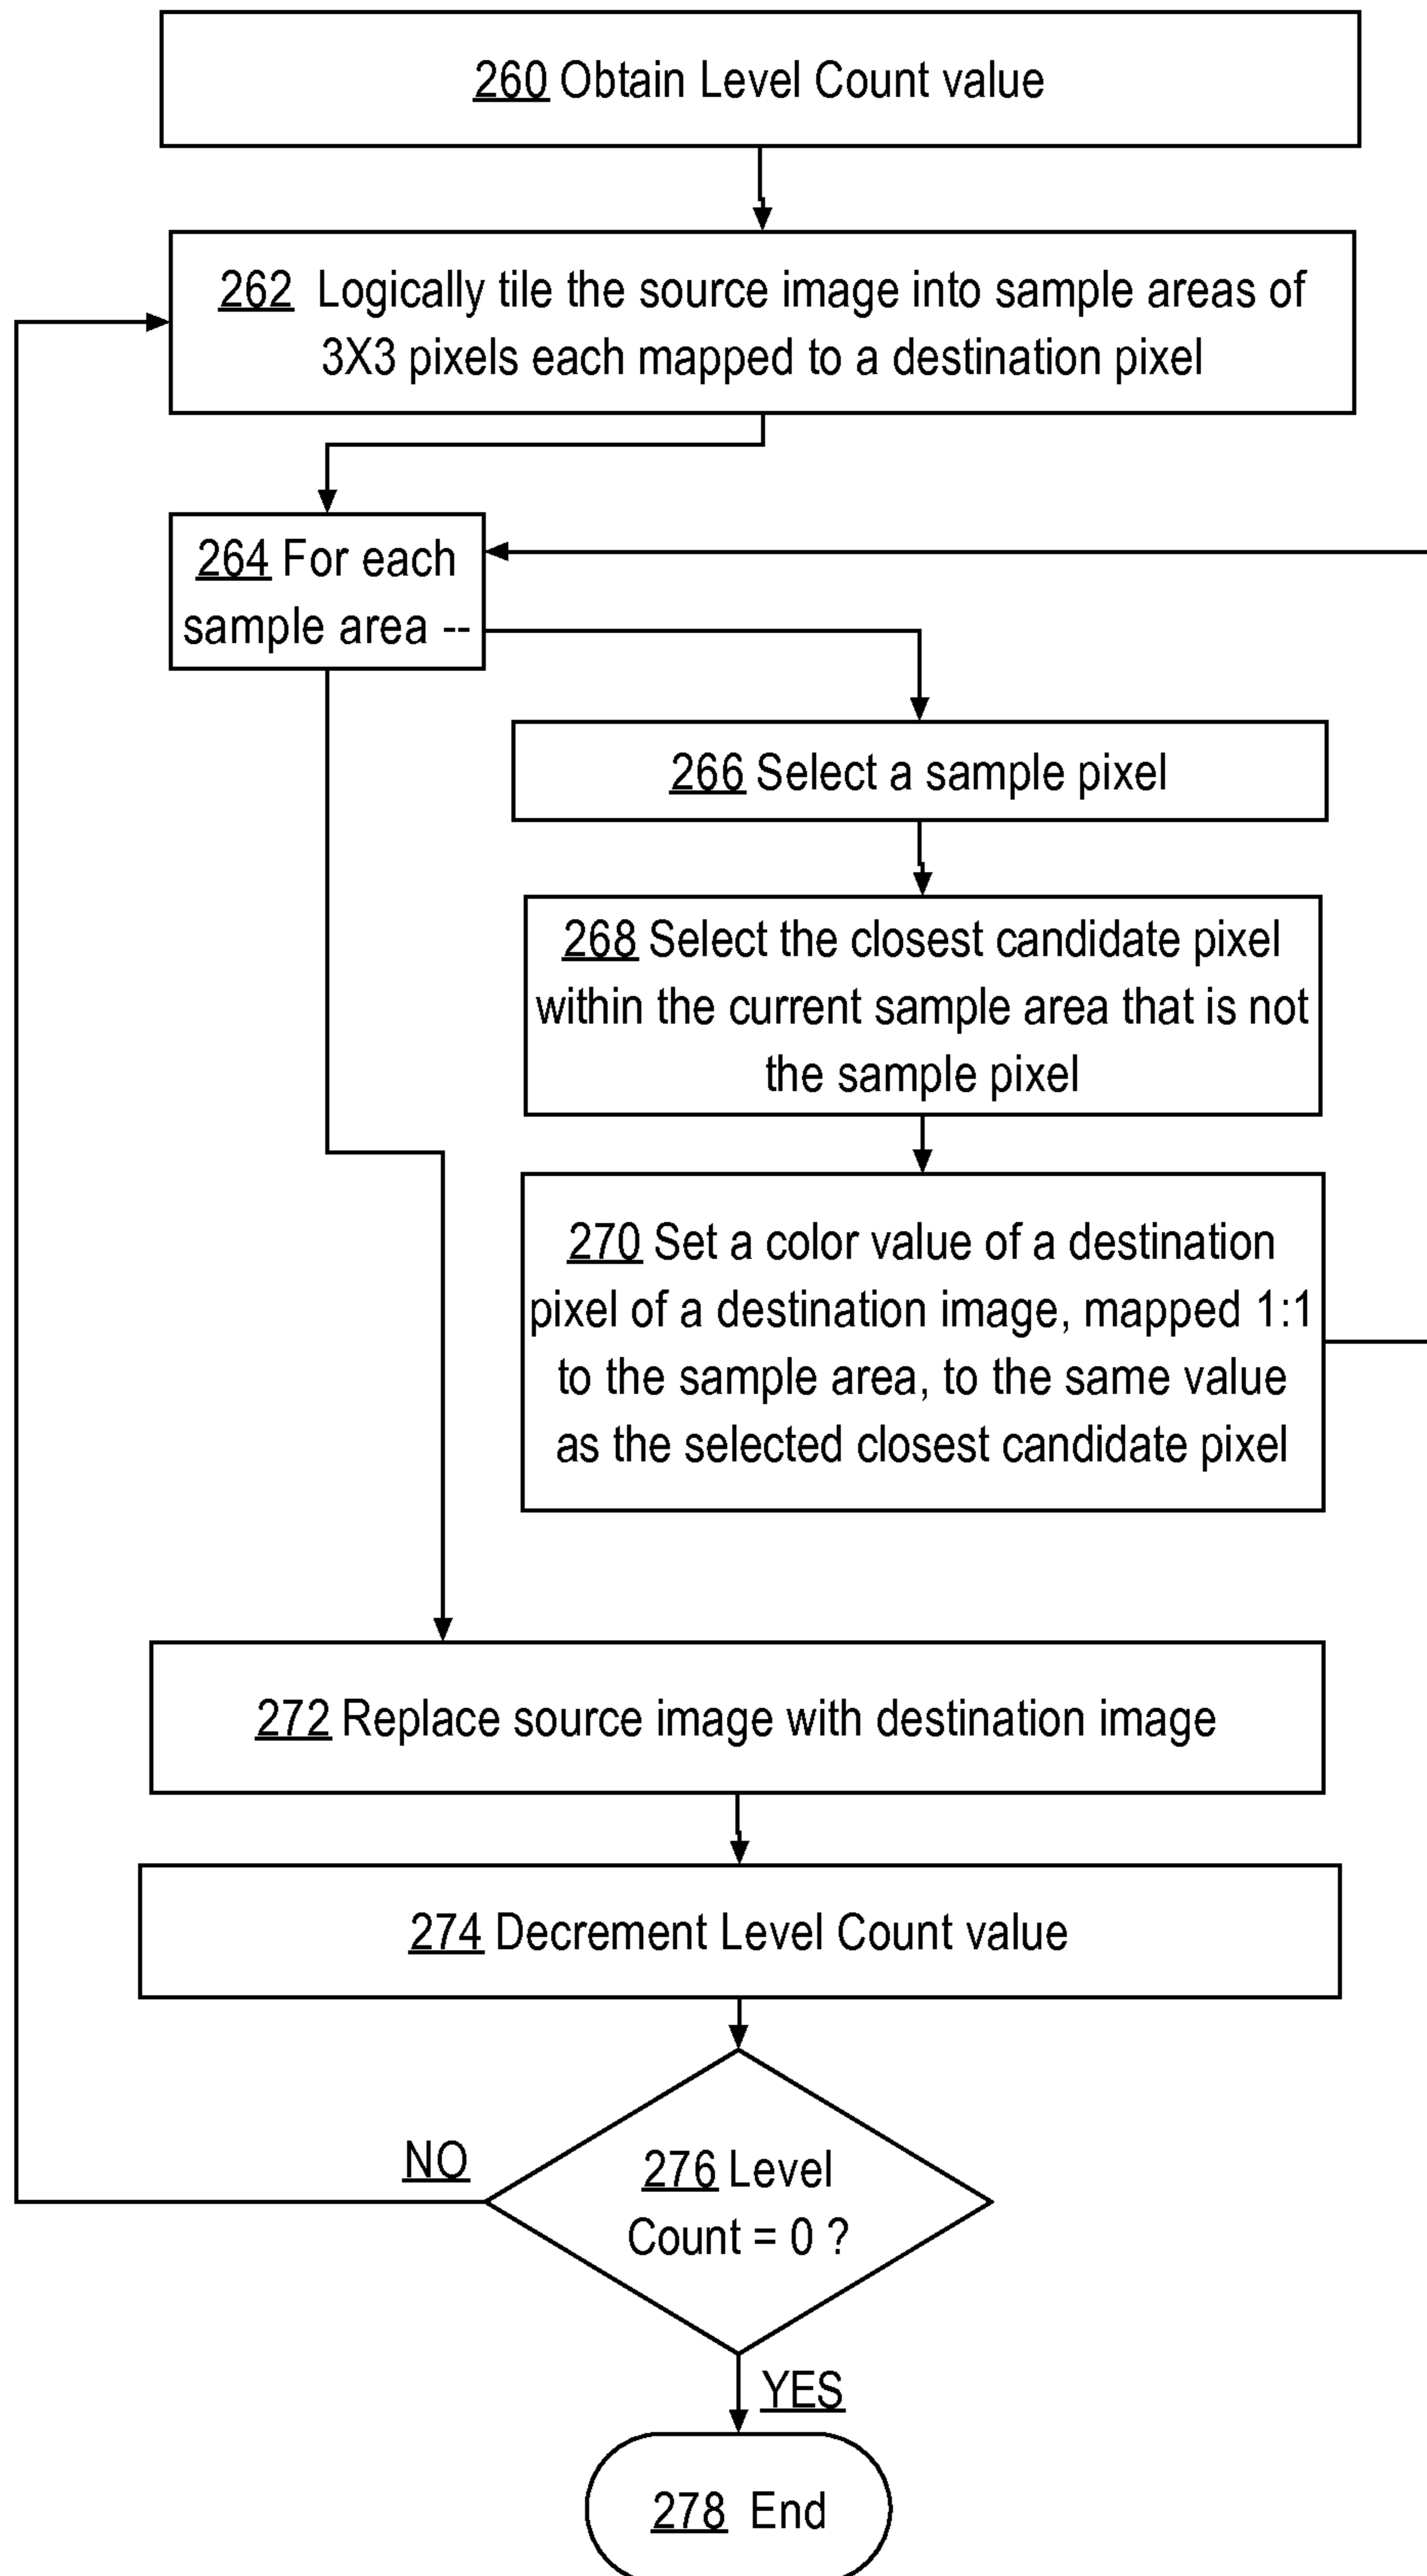 260 Obtain Level Count value
262 Logically tile the source image into sample areas of
3X3 pixels each mapped to a destination pixel
264 For each
sample area --
266 Select a sample pixel
268 Select the closest candidate pixel
within the current sample area that is not
the sample pixel
270 Set a color value of a destination
pixel of a destination image, mapped 1:1
to the sample area, to the same value
as the selected closest candidate pixel
272 Replace source image with destination image
274 Decrement Level Count value
NO
276 Level
Count = 0 ?
YES
278 End